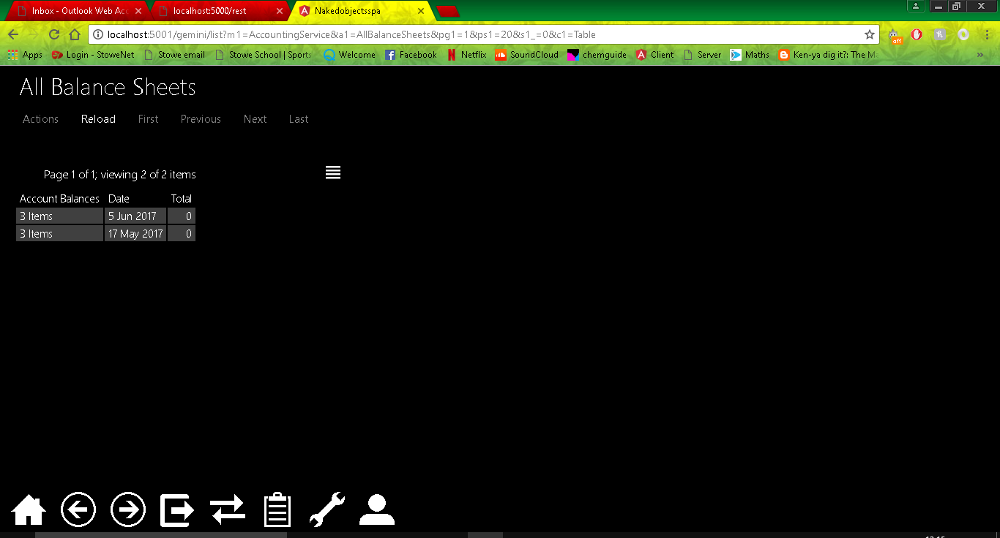 Inbox - Outlook Web Acc localhost:5000/rest Nakedobjectsspa
localhost:5001/gemini/list?m1=AccountingService&a1=AllBalanceSheets&pg1=1&ps1=20&s1_=0&c1=Table
off
Apps Login - StoweNet Stowe email Stowe School | Sports Welcome Facebook Netflix SoundCloud chemguide Client Server Maths Ken-ya dig it?: The Ma
All Balance Sheets
Actions Reload First Previous Next Last
Page 1 of 1; viewing 2 of 2 items
Account Balances Date Total
3 Items 5 Jun 2017 0
3 Items 17 May 2017 0